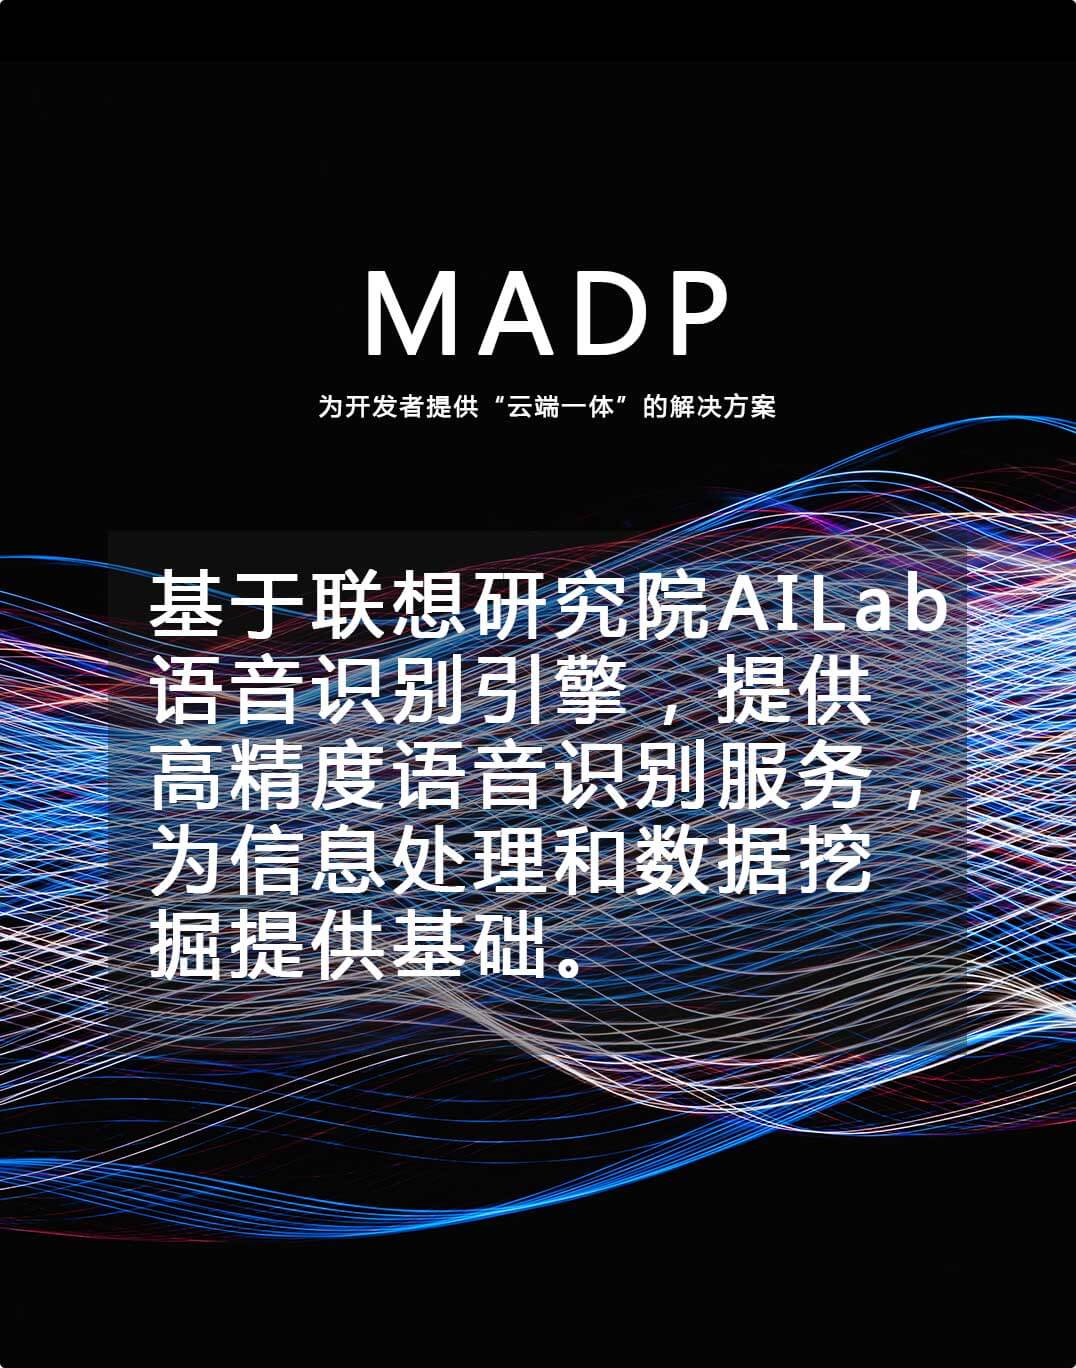 MADP
为开发者提供“云端一体”的解决方案
基于联想研究院AILab
语音识别引擎，提供
高精度语音识别服务，
为信息处理和数据挖
掘提供基础。